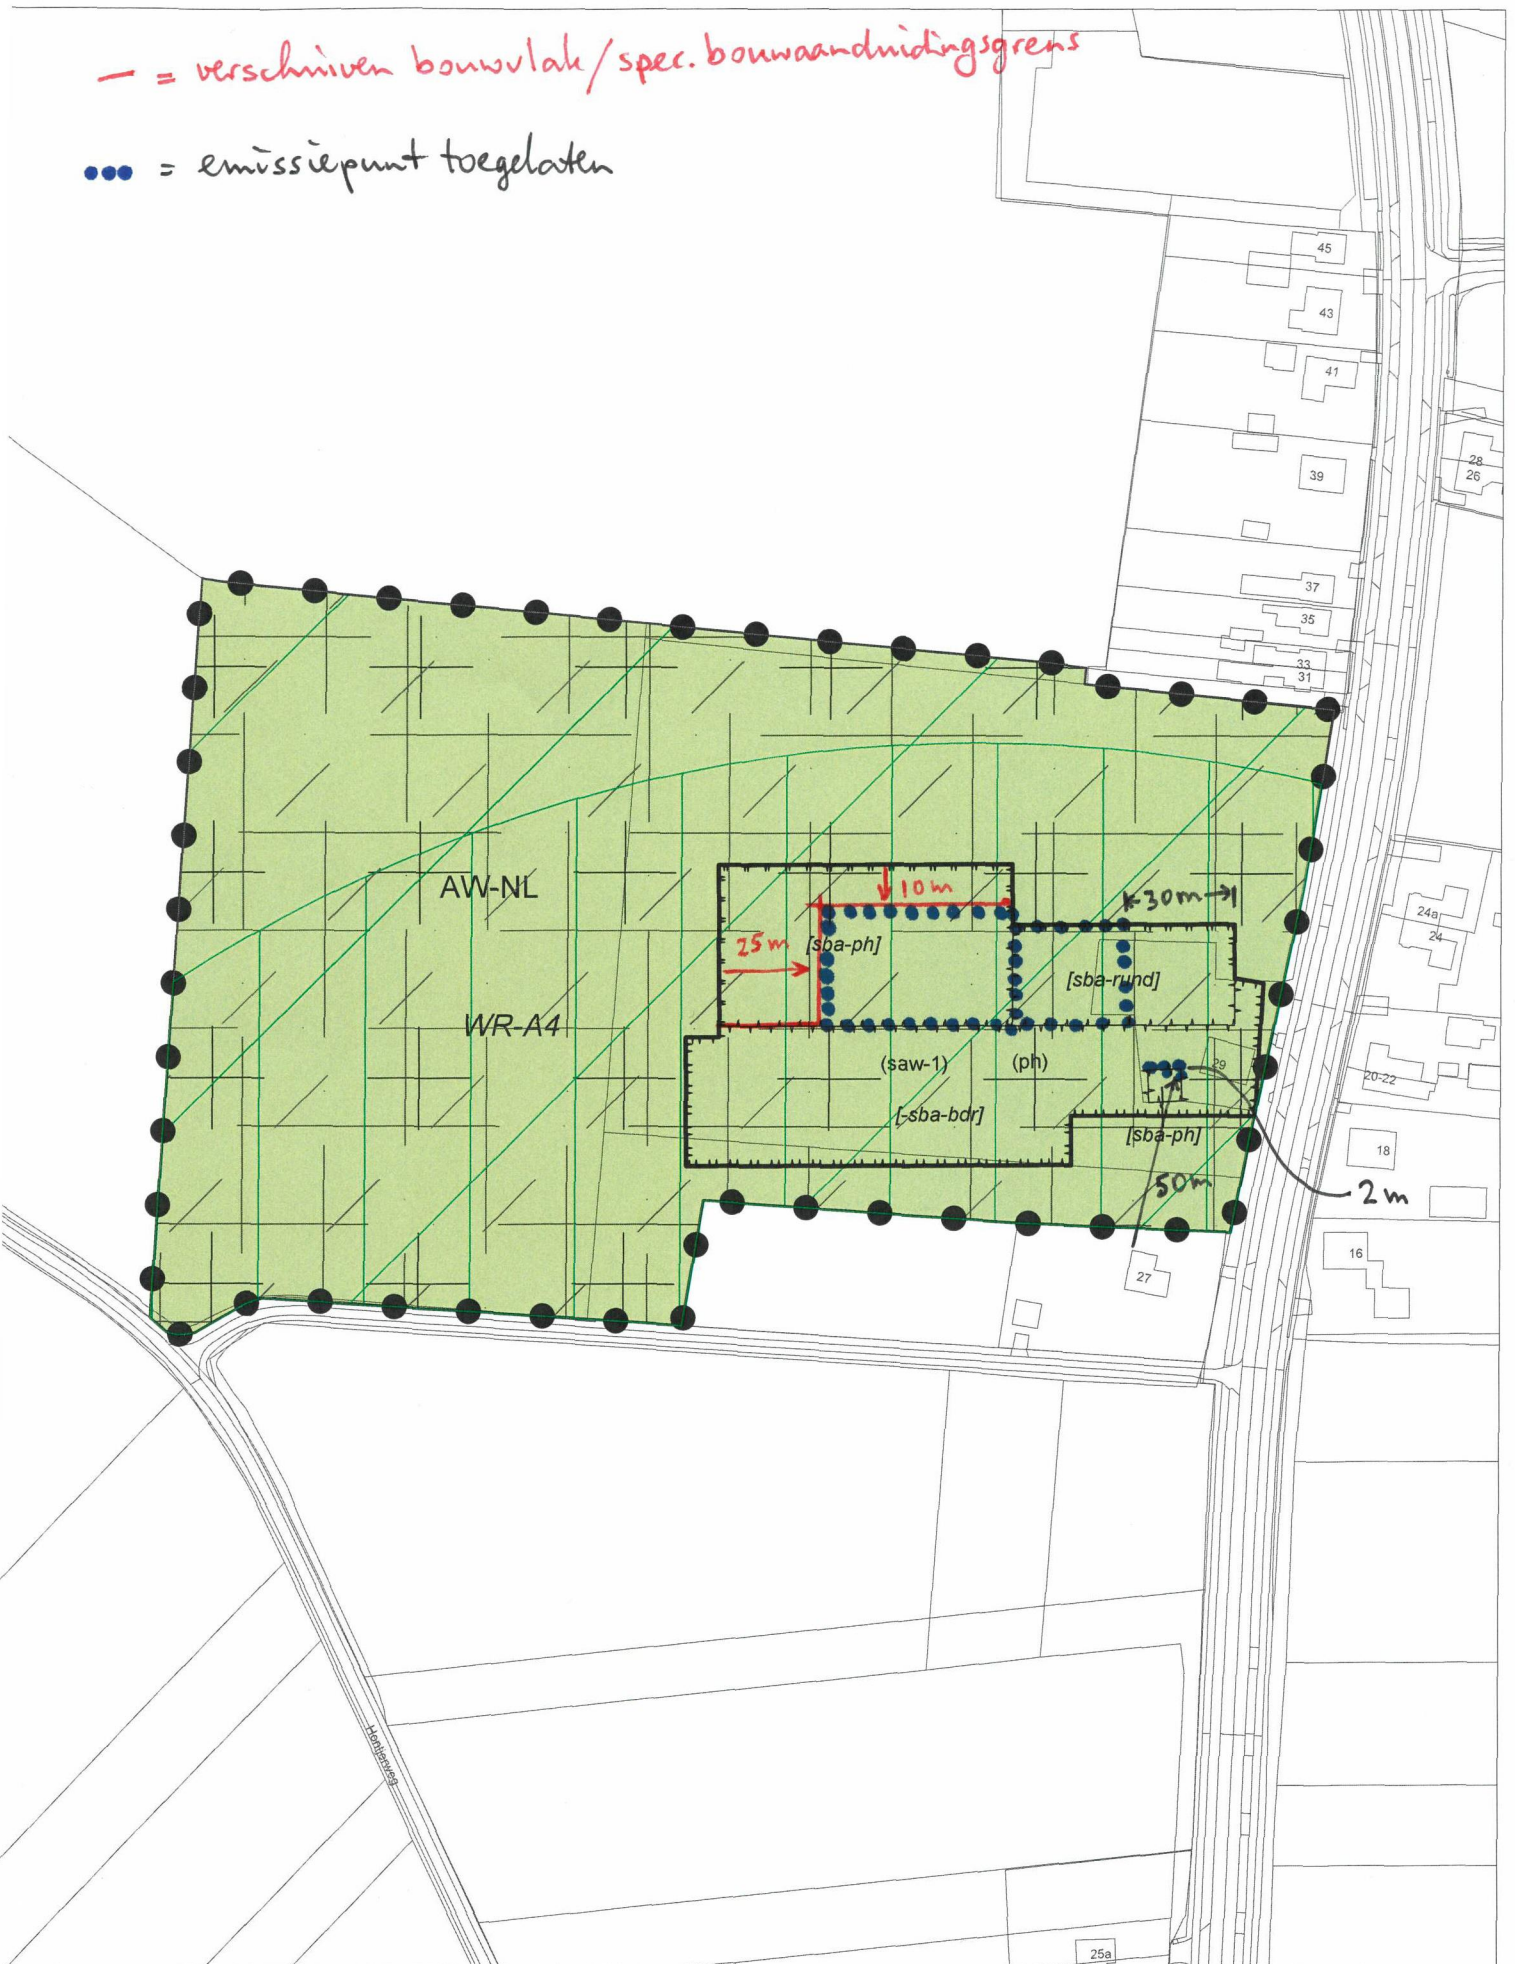 — = verschuiven bouwvlak/spec. bouwaanduidingsgrens
••• = emissiepunt toegelaten
45
43
41
39
28
26
37
35
33
31
AW-NL
10m
←30m→
24a
24
25m
[sba-ph]
[sba-rund]
WR-A4
(saw-1)
(ph)
29
20-22
[-sba-bdr]
[sba-ph]
18
50m
2m
16
27
Hontjerweg
25a